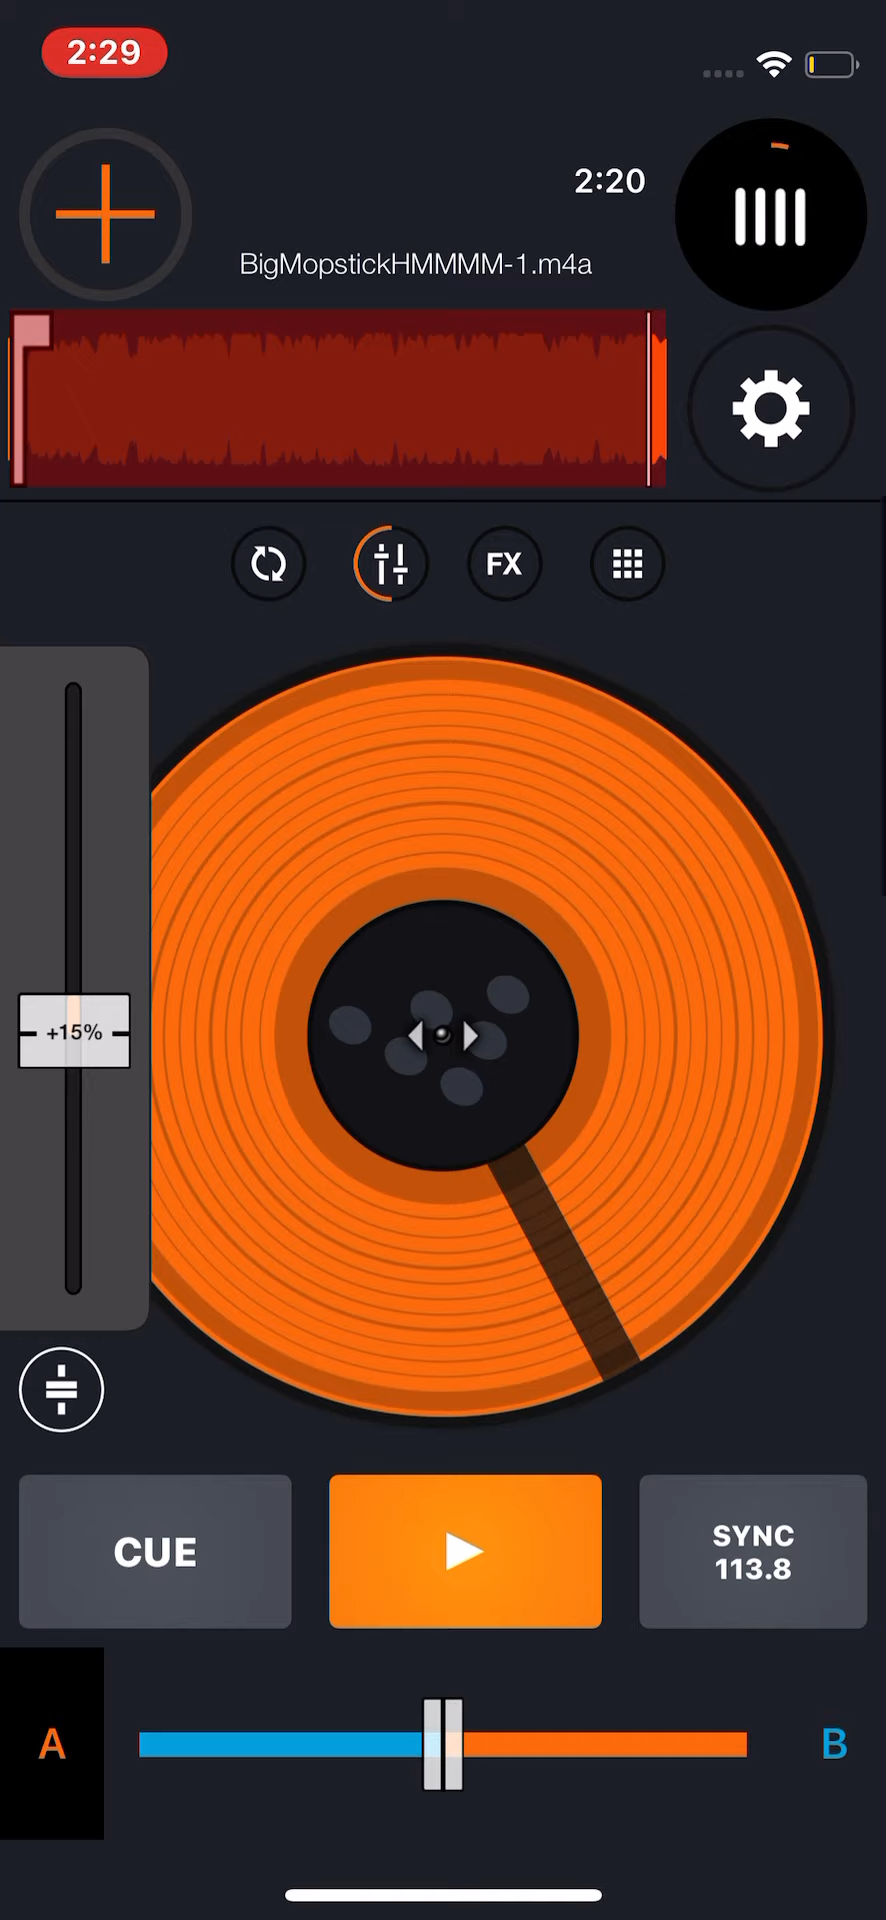 2:29
2:20
BigMopstickHMMMM-1.m4a
FX
+15%
CUE
SYNC
113.8
A
B